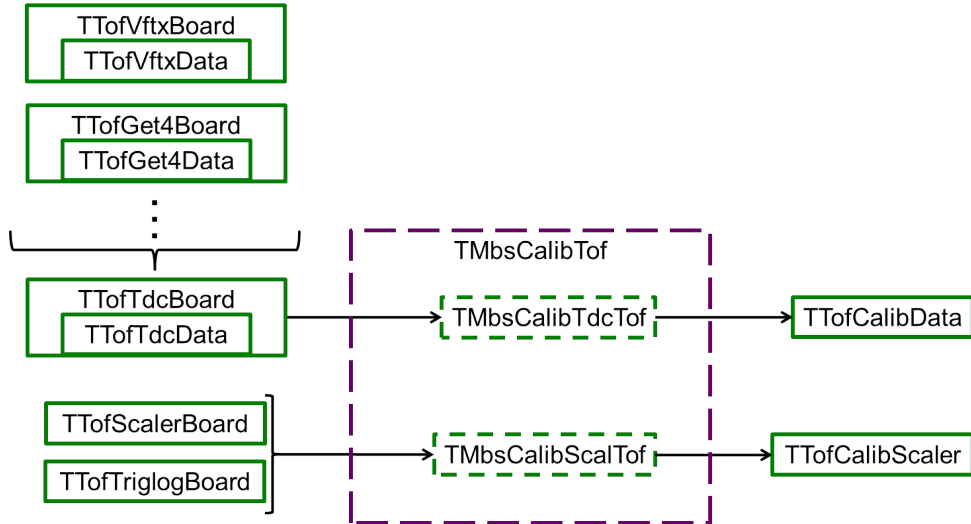 TTofVftxBoard
TTofVftxData
TTofGet4Board
TTofGet4Data
TMbsCalibTof
TTofTdcBoard
TTofTdcData
TMbsCalibTdcTof
TTofCalibData
TTofScalerBoard
TMbsCalibScalTof
TTofCalibScaler
TTofTriglogBoard